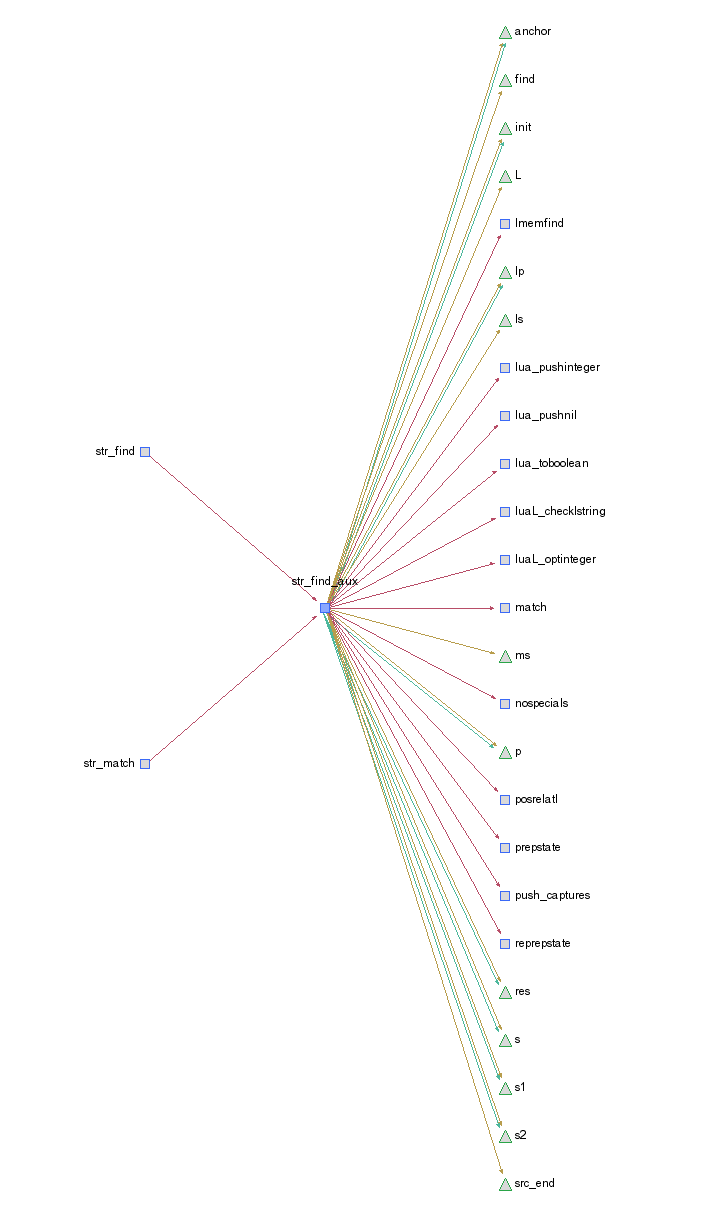 anchor
find
init
L
lmemfind
lp
ls
lua_pushinteger
lua_pushnil
str_find
lua_toboolean
luaL_checklstring
luaL_optinteger
str_find_aux
match
ms
nospecials
p
str_match
posrelatI
prepstate
push_captures
reprepstate
res
s
s1
s2
src_end